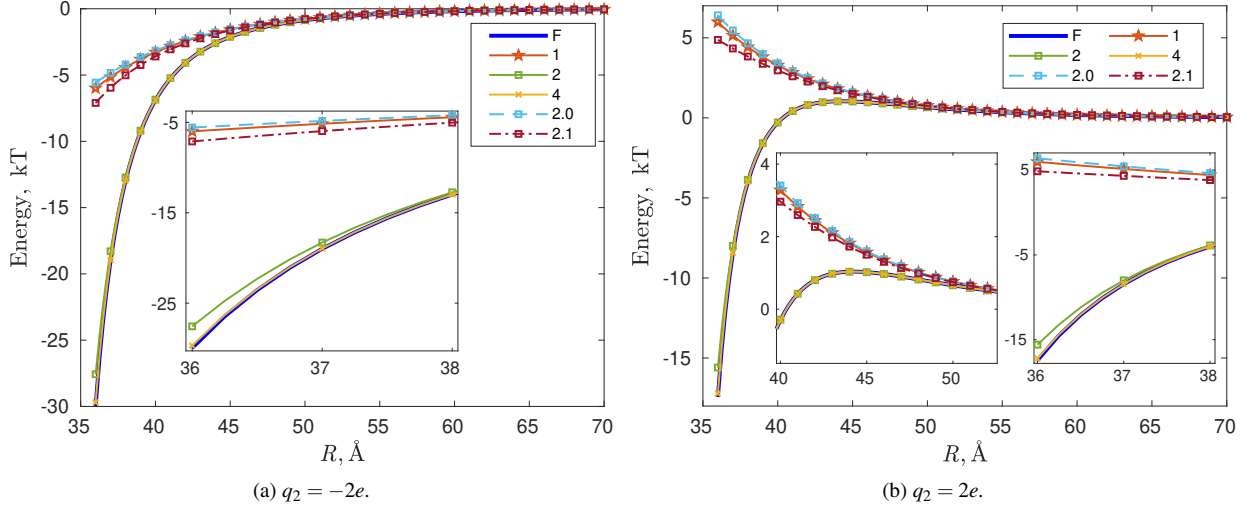 0
-5
-10
-15
-20
-25
-30
Energy, kT
35 40 45 50 55 60 65 70
R, Å
F
1
2
4
2.0
2.1
-5
-15
-25
36 37 38
(a) q₂ = −2e.
5
0
-5
-10
-15
Energy, kT
35 40 45 50 55 60 65 70
R, Å
F 1
2 4
2.0 2.1
4
2
0
40 45 50
5
-5
-15
36 37 38
(b) q₂ = 2e.